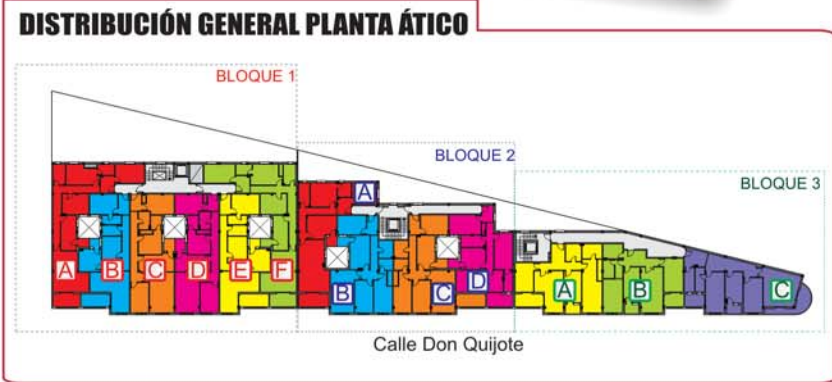 DISTRIBUCIÓN GENERAL PLANTA ÁTICO
BLOQUE 1
BLOQUE 2
BLOQUE 3
A
A B C D E F
B C D
A B C
Calle Don Quijote